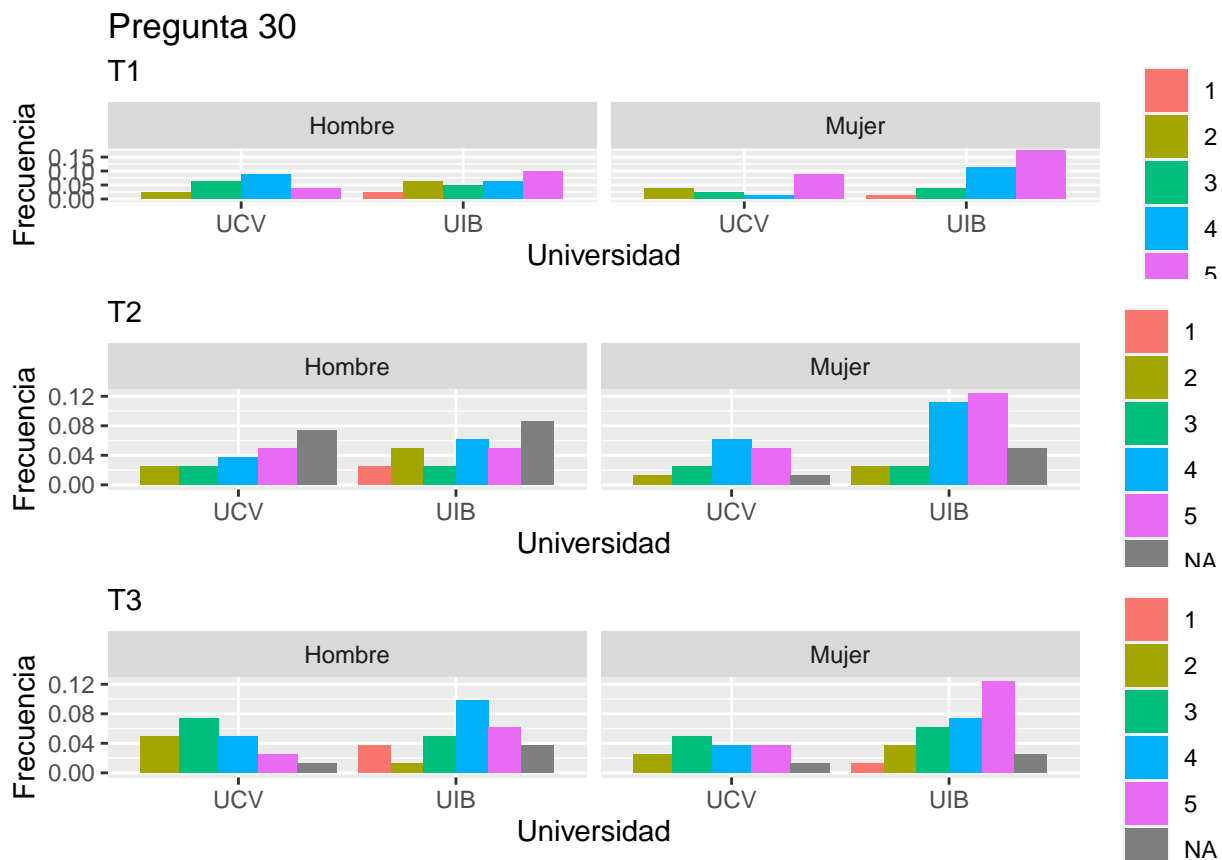 Pregunta 30
T1
Hombre
Mujer
Frecuencia
0.15
0.10
0.05
0.00
UCV
UIB
UCV
UIB
Universidad
1
2
3
4
5
T2
Hombre
Mujer
Frecuencia
0.12
0.08
0.04
0.00
UCV
UIB
UCV
UIB
Universidad
1
2
3
4
5
NA
T3
Hombre
Mujer
Frecuencia
0.12
0.08
0.04
0.00
UCV
UIB
UCV
UIB
Universidad
1
2
3
4
5
NA